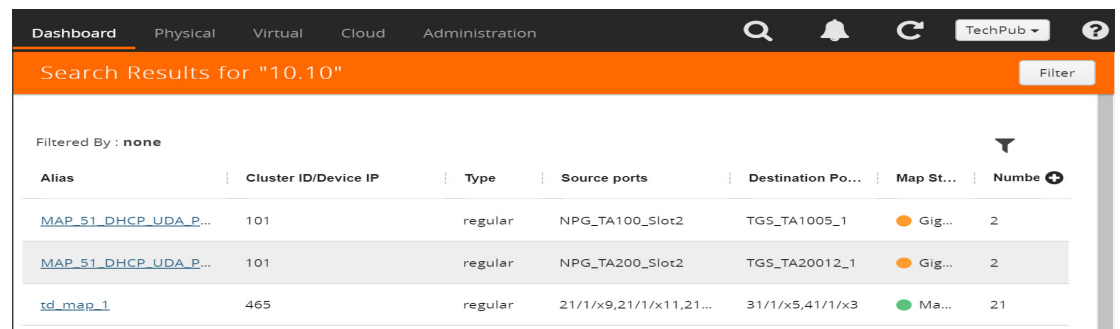 Dashboard Physical Virtual Cloud Administration TechPub
Search Results for "10.10" Filter
Filtered By : none
Alias Cluster ID/Device IP Type Source ports Destination Po... Map St... Numbe
MAP_51_DHCP_UDA_P... 101 regular NPG_TA100_Slot2 TGS_TA1005_1 Gig... 2
MAP_51_DHCP_UDA_P... 101 regular NPG_TA200_Slot2 TGS_TA20012_1 Gig... 2
td_map_1 465 regular 21/1/x9,21/1/x11,21... 31/1/x5,41/1/x3 Ma... 21